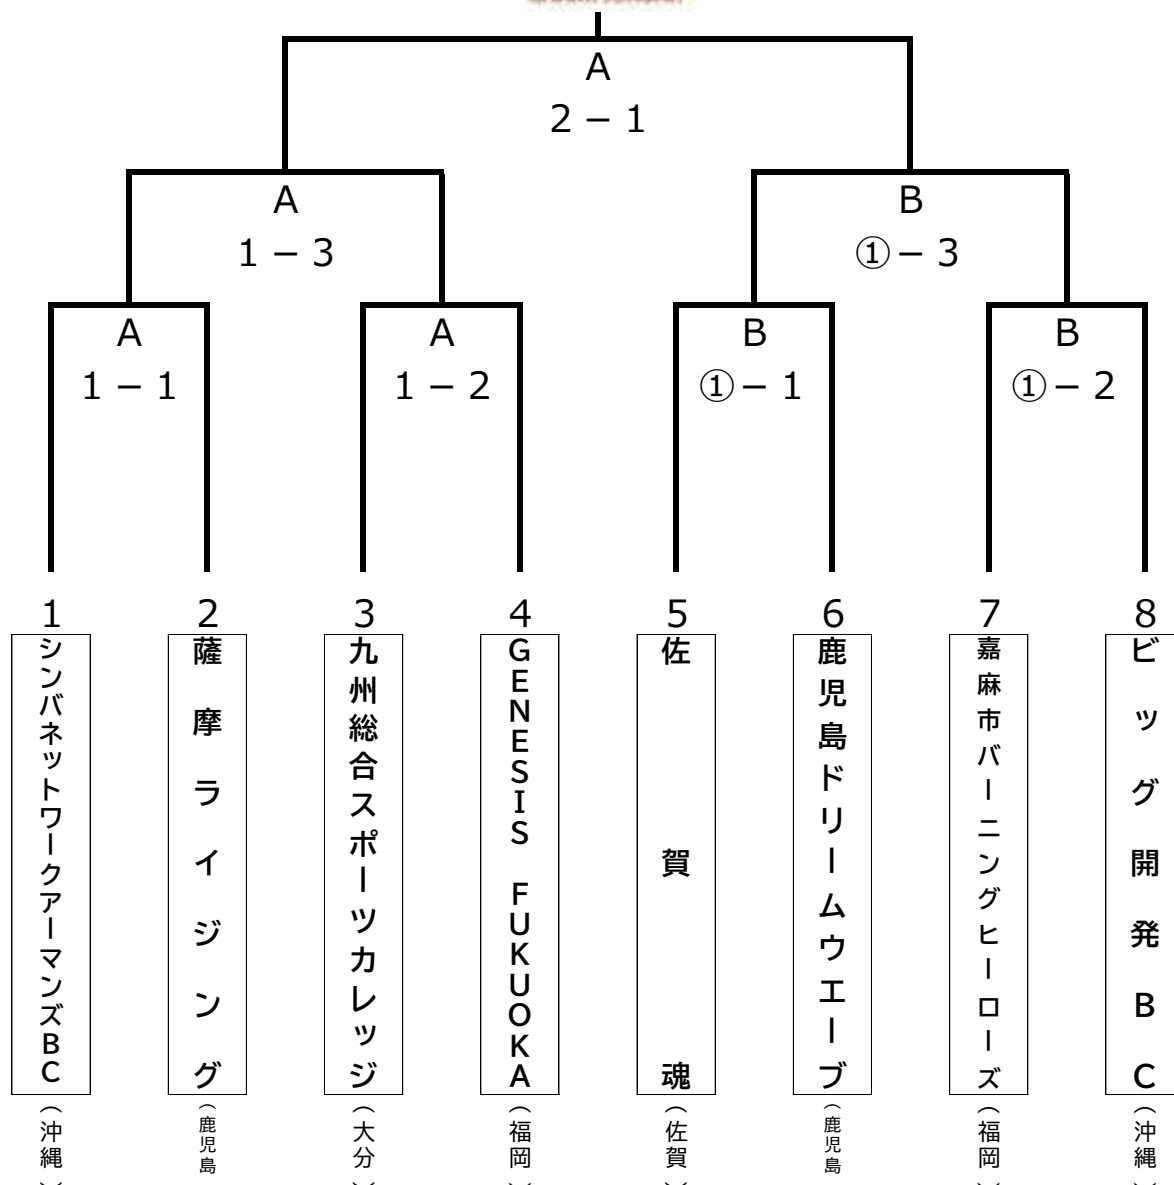 A
2 − 1
A
1 − 3
B
① − 3
A
1 − 1
A
1 − 2
B
① − 1
B
① − 2
1
2
3
4
5
6
7
8
シンバネットワークアーマンズBC
薩摩ライジング
九州総合スポーツカレッジ
GENESIS FUKUOKA
佐賀魂
鹿児島ドリームウエーブ
嘉麻市バーニングヒーローズ
ビッグ開発BC
（沖縄）
（鹿児島
（大分）
（福岡）
（佐賀）
（鹿児島
（福岡）
（沖縄）